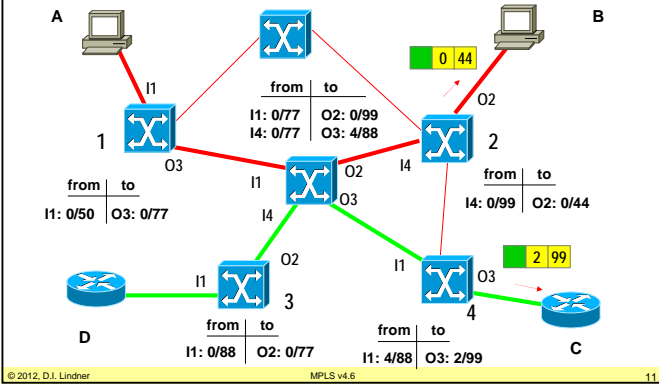 A
B
0 44
I1
from to
I1: 0/77 O2: 0/99
I4: 0/77 O3: 4/88
O2
1
2
O3
I1
O2
I4
from to
I1: 0/50 O3: 0/77
from to
I4: 0/99 O2: 0/44
O3
I4
O2
I1
O3
2 99
I1
3
4
D
from to
I1: 0/88 O2: 0/77
from to
I1: 4/88 O3: 2/99
C
© 2012, D.I. Lindner MPLS v4.6 11